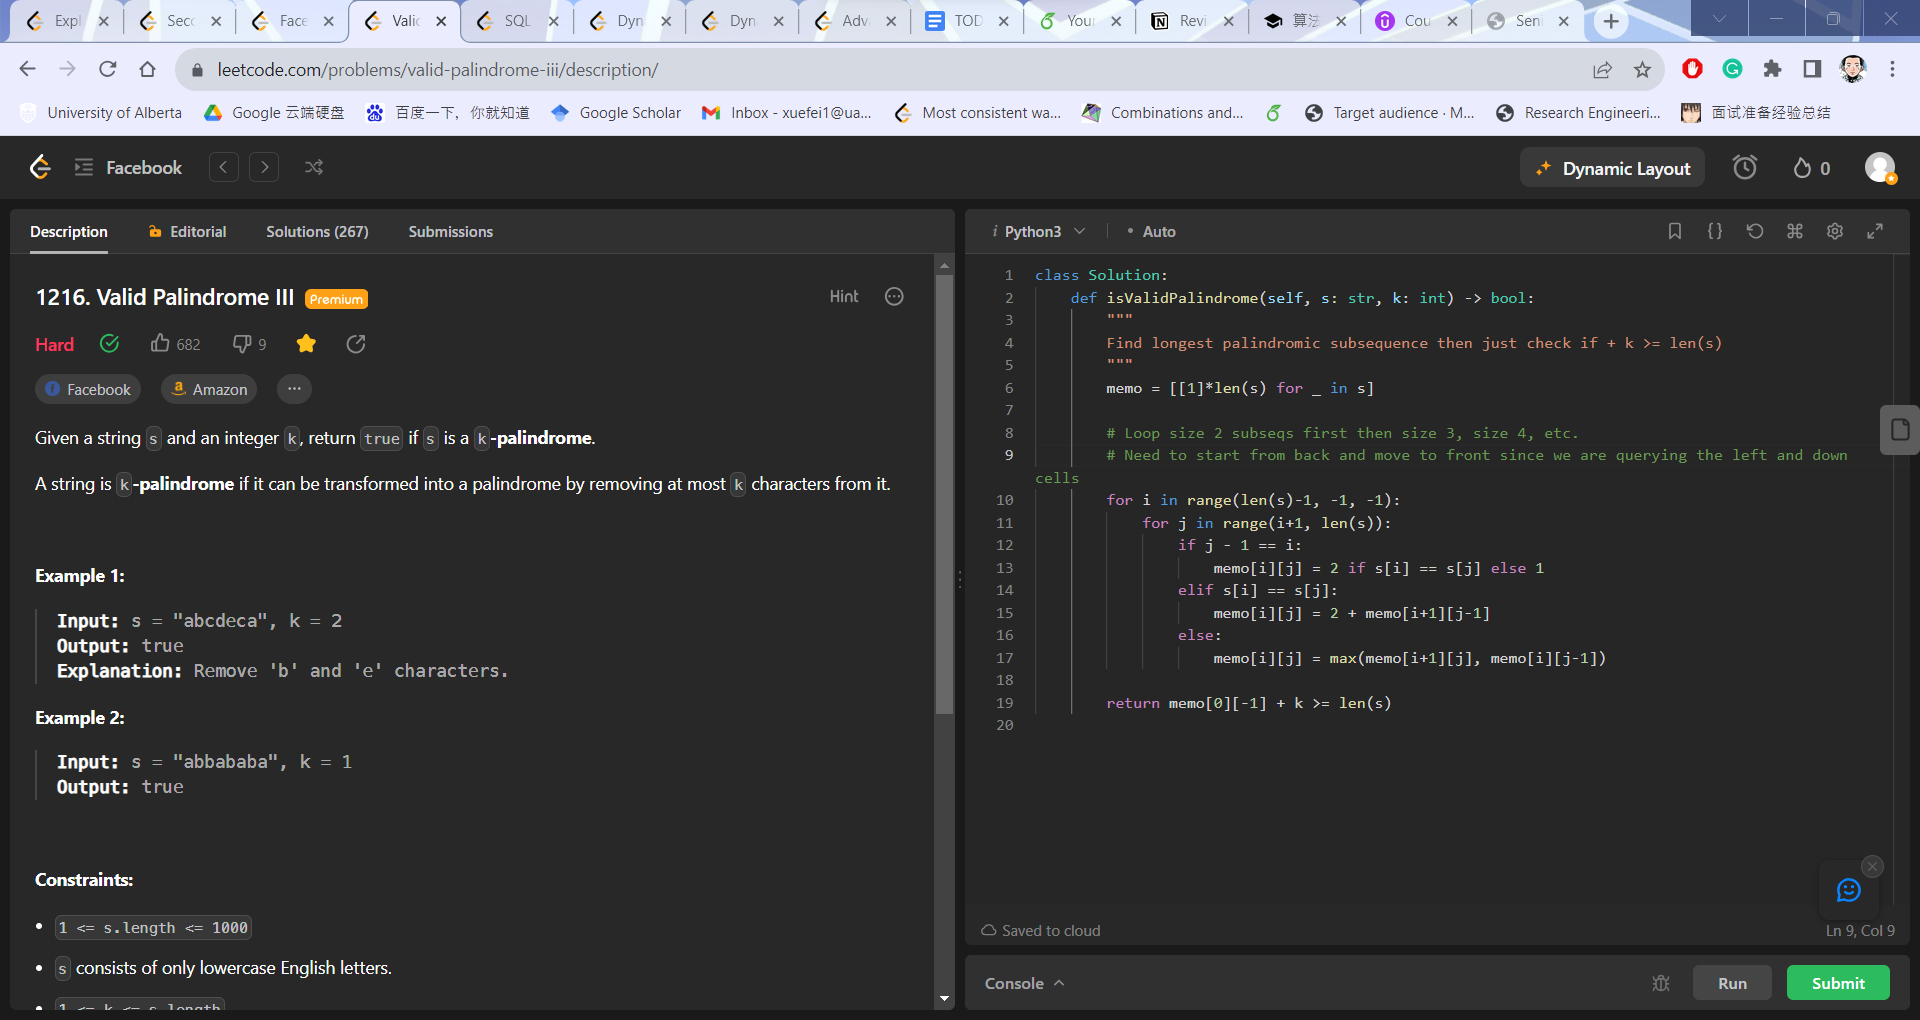 Expl
Sec
Face
Valid
SQL
Dyn
Dyn
Adv
TOD
Your
Revi
算法
Cou
Seni
leetcode.com/problems/valid-palindrome-iii/description/
University of Alberta
Google 云端硬盘
百度一下，你就知道
Google Scholar
Inbox - xuefei1@ua...
Most consistent wa...
Combinations and...
Target audience · M...
Research Engineeri...
面试准备经验总结
Facebook
Dynamic Layout
0
Description
Editorial
Solutions (267)
Submissions
1216. Valid Palindrome III Premium
Hint
Hard
682
9
Facebook
Amazon
Given a string s and an integer k, return true if s is a k-palindrome.
A string is k-palindrome if it can be transformed into a palindrome by removing at most k characters from it.
Example 1:
Input: s = "abcdeca", k = 2
Output: true
Explanation: Remove 'b' and 'e' characters.
Example 2:
Input: s = "abbababa", k = 1
Output: true
Constraints:
• 1 <= s.length <= 1000
• s consists of only lowercase English letters.
• 1 <= k <= s.length
i Python3
• Auto
1 class Solution:
2 def isValidPalindrome(self, s: str, k: int) -> bool:
3 """
4 Find longest palindromic subsequence then just check if + k >= len(s)
5 """
6 memo = [[1]*len(s) for _ in s]
7
8 # Loop size 2 subseqs first then size 3, size 4, etc.
9 # Need to start from back and move to front since we are querying the left and down
cells
10 for i in range(len(s)-1, -1, -1):
11 for j in range(i+1, len(s)):
12 if j - 1 == i:
13 memo[i][j] = 2 if s[i] == s[j] else 1
14 elif s[i] == s[j]:
15 memo[i][j] = 2 + memo[i+1][j-1]
16 else:
17 memo[i][j] = max(memo[i+1][j], memo[i][j-1])
18
19 return memo[0][-1] + k >= len(s)
20
Saved to cloud
Ln 9, Col 9
Console
Run
Submit